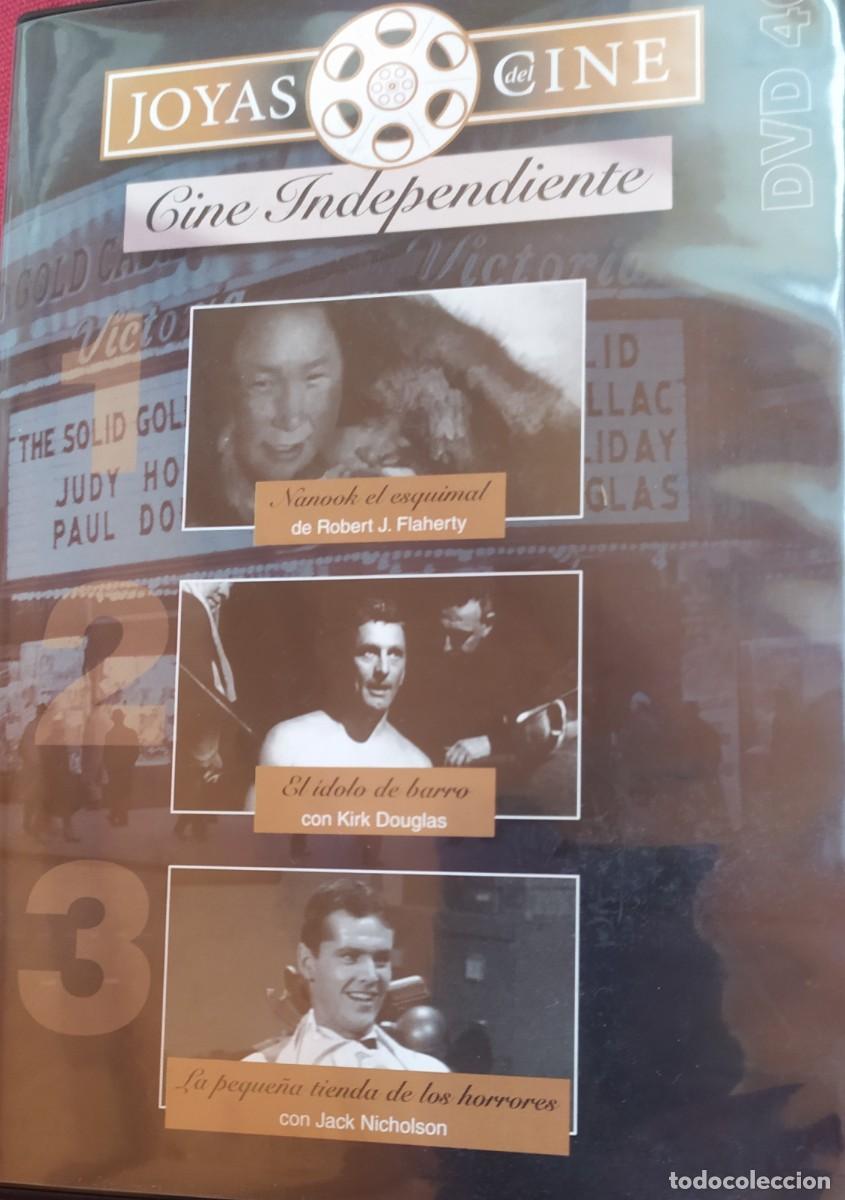 JOYAS del CINE
Cine Independiente
DVD
GOLD
Victoria
Victoria
1
THE SOLID GOL
JUDY HO
PAUL DO
LID
LLAC
LIDAY
GLAS
Nanook el esquimal
de Robert J. Flaherty
2
El ídolo de barro
con Kirk Douglas
3
La pequeña tienda de los horrores
con Jack Nicholson
todocoleccion